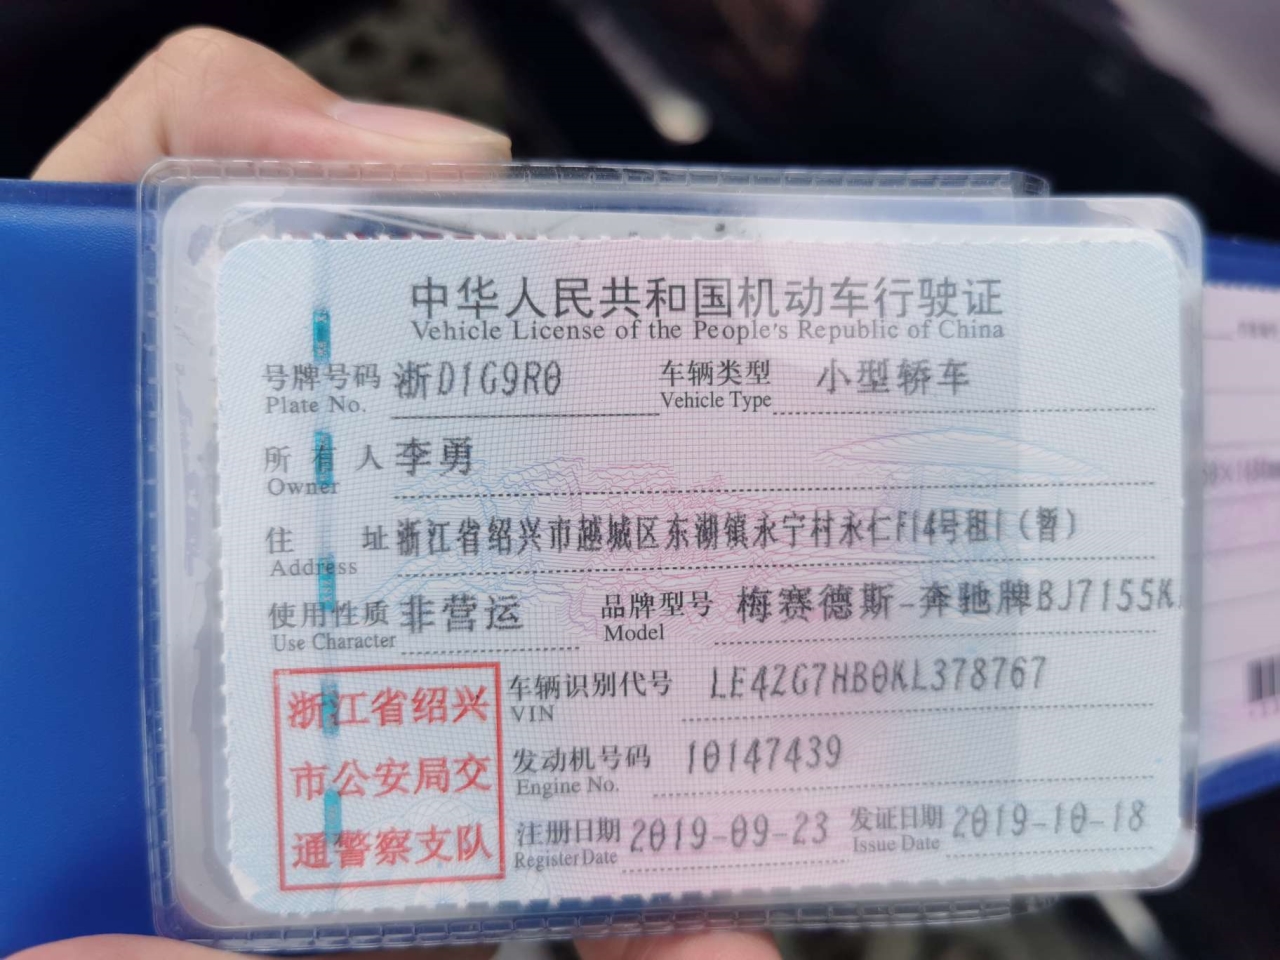 中华人民共和国机动车行驶证
Vehicle License of the People's Republic of China
号牌号码 浙D1G9R0 车辆类型 小型轿车
Plate No. Vehicle Type
所有人 李勇
Owner
住址 浙江省绍兴市越城区东湖镇永宁村永仁F14号租1（暂）
Address
使用性质 非营运 品牌型号 梅赛德斯-奔驰牌BJ7155K
Use Character Model
浙江省绍兴
市公安局交
通警察支队
车辆识别代号 LE4ZG7HB0KL378767
VIN
发动机号码 10147439
Engine No.
注册日期 2019-09-23 发证日期 2019-10-18
Register Date Issue Date